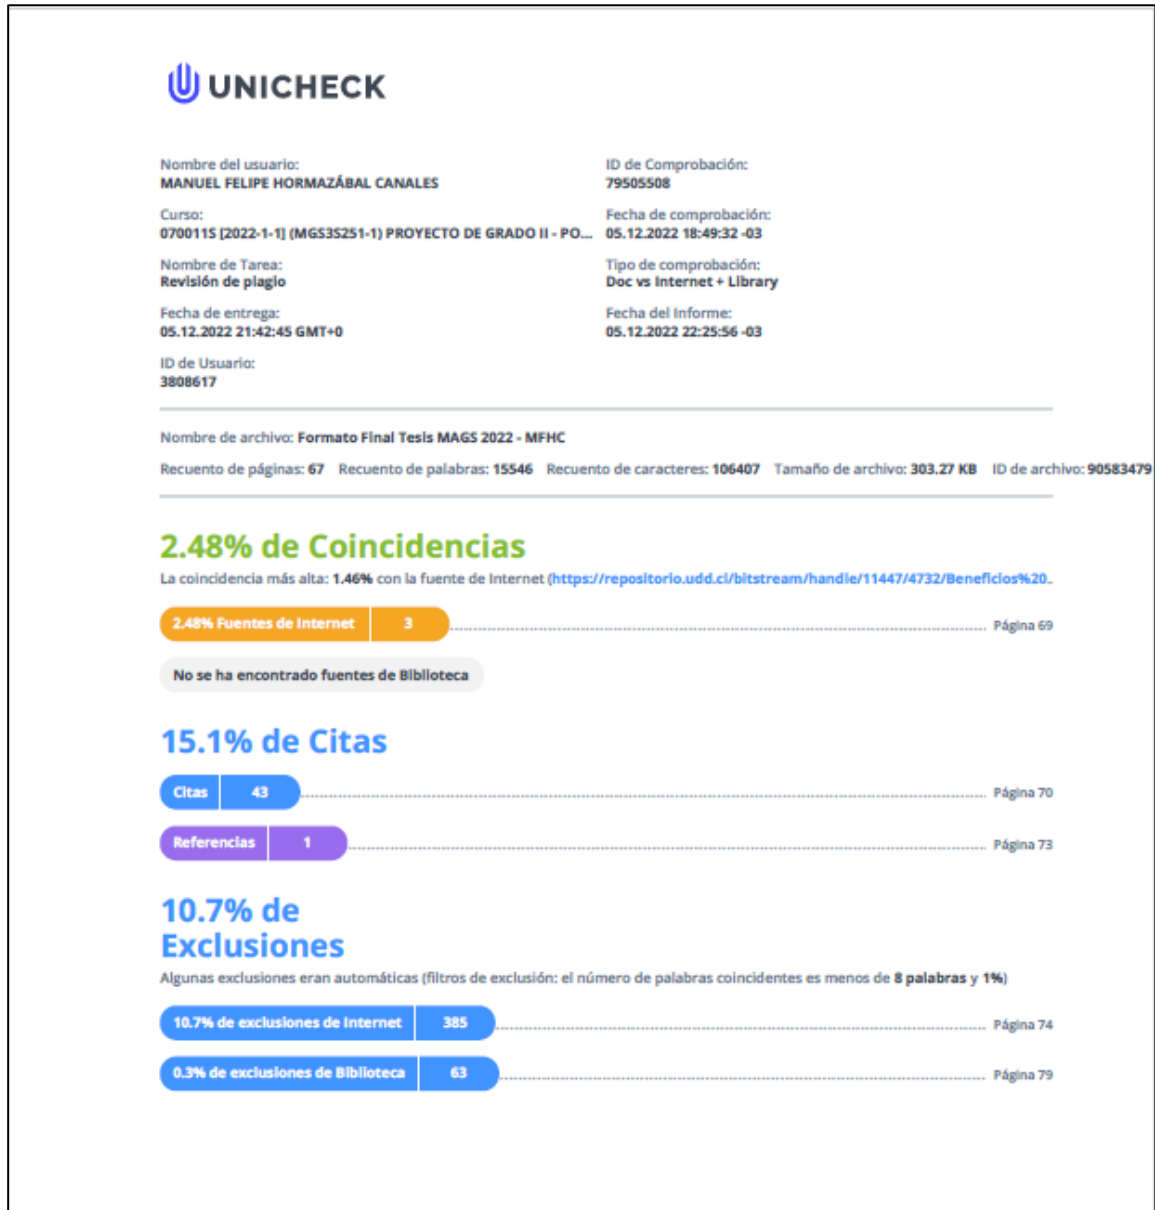 UNICHECK
Nombre del usuario:
MANUEL FELIPE HORMAZÁBAL CANALES
ID de Comprobación:
79505508
Curso:
070011S [2022-1-1] (MGS3S251-1) PROYECTO DE GRADO II - PO...
Fecha de comprobación:
05.12.2022 18:49:32 -03
Nombre de Tarea:
Revisión de plagio
Tipo de comprobación:
Doc vs Internet + Library
Fecha de entrega:
05.12.2022 21:42:45 GMT+0
Fecha del Informe:
05.12.2022 22:25:56 -03
ID de Usuario:
3808617
Nombre de archivo: Formato Final Tesis MAGS 2022 - MFHC
Recuento de páginas: 67 Recuento de palabras: 15546 Recuento de caracteres: 106407 Tamaño de archivo: 303.27 KB ID de archivo: 90583479
2.48% de Coincidencias
La coincidencia más alta: 1.46% con la fuente de Internet (https://repositorio.udd.cl/bitstream/handle/11447/4732/Beneficios%20..
2.48% Fuentes de Internet 3 Página 69
No se ha encontrado fuentes de Biblioteca
15.1% de Citas
Citas 43 Página 70
Referencias 1 Página 73
10.7% de
Exclusiones
Algunas exclusiones eran automáticas (filtros de exclusión: el número de palabras coincidentes es menos de 8 palabras y 1%)
10.7% de exclusiones de Internet 385 Página 74
0.3% de exclusiones de Biblioteca 63 Página 79